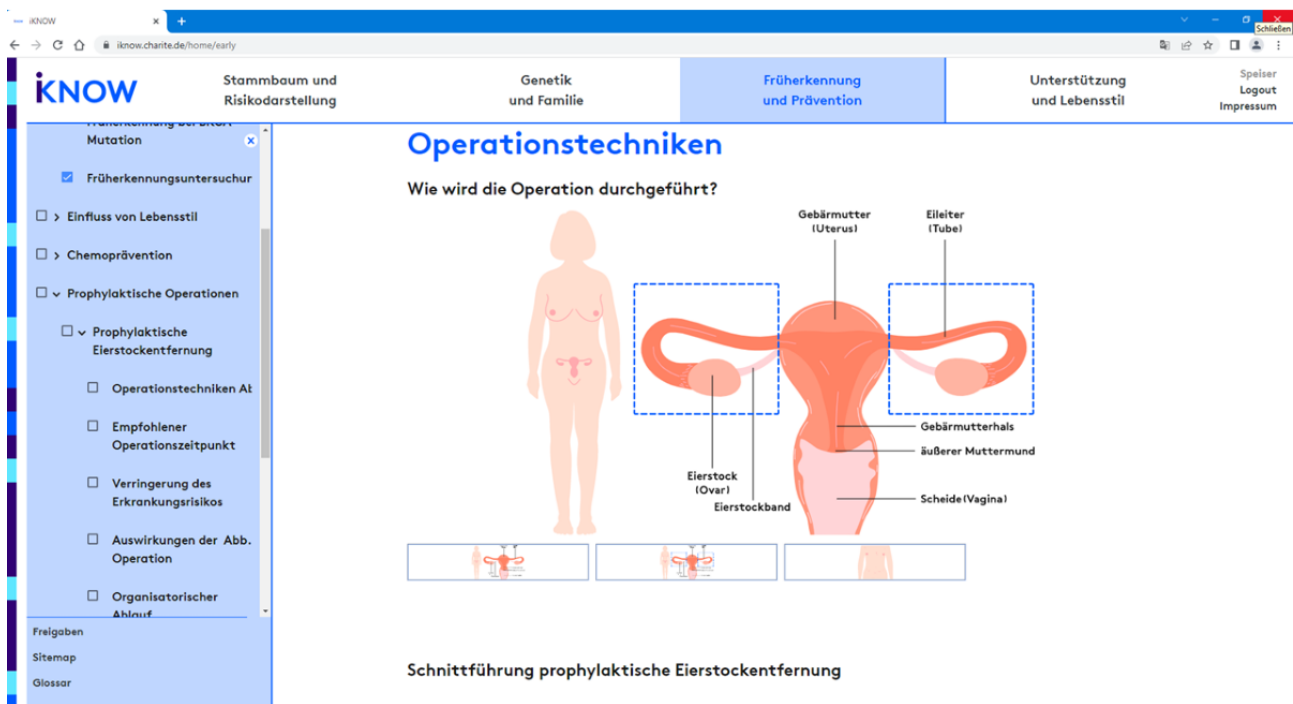 iKNOW
Schließen
iknow.charite.de/home/early
iKNOW
Stammbaum und
Risikodarstellung
Genetik
und Familie
Früherkennung
und Prävention
Unterstützung
und Lebensstil
Speiser
Logout
Impressum
Mutation
Früherkennungsuntersuchur
Einfluss von Lebensstil
Chemoprävention
Prophylaktische Operationen
Prophylaktische
Eierstockentfernung
Operationstechniken At
Empfohlener
Operationszeitpunkt
Verringerung des
Erkrankungsrisikos
Auswirkungen der Abb.
Operation
Organisatorischer
Ablauf
Freigaben
Sitemap
Glossar
Operationstechniken
Wie wird die Operation durchgeführt?
Gebärmutter
(Uterus)
Eileiter
(Tube)
Gebärmutterhals
äußerer Muttermund
Eierstock
(Ovar)
Eierstockband
Scheide(Vagina)
Schnittführung prophylaktische Eierstockentfernung